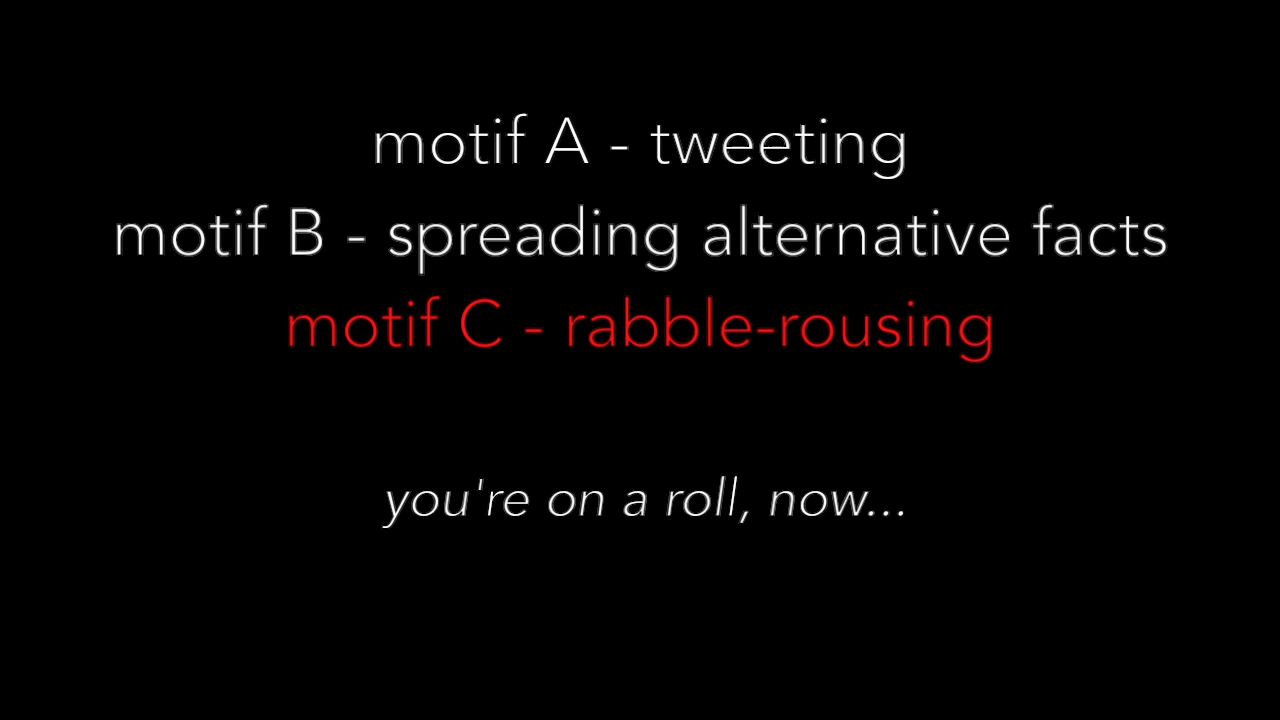 motif A - tweeting
motif B - spreading alternative facts
motif C - rabble-rousing
you're on a roll, now...